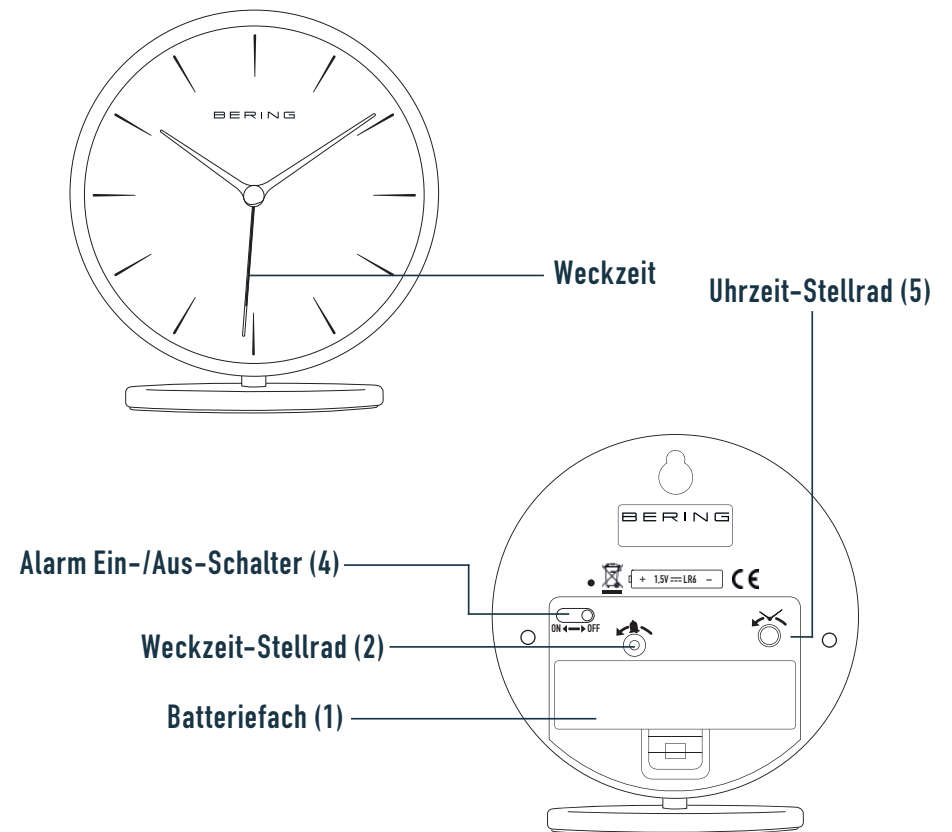 BERING
Weckzeit
Uhrzeit-Stellrad (5)
BERING
Alarm Ein-/Aus-Schalter (4)
+ 1,5V LR6 -
CE
ON OFF
Weckzeit-Stellrad (2)
Batteriefach (1)